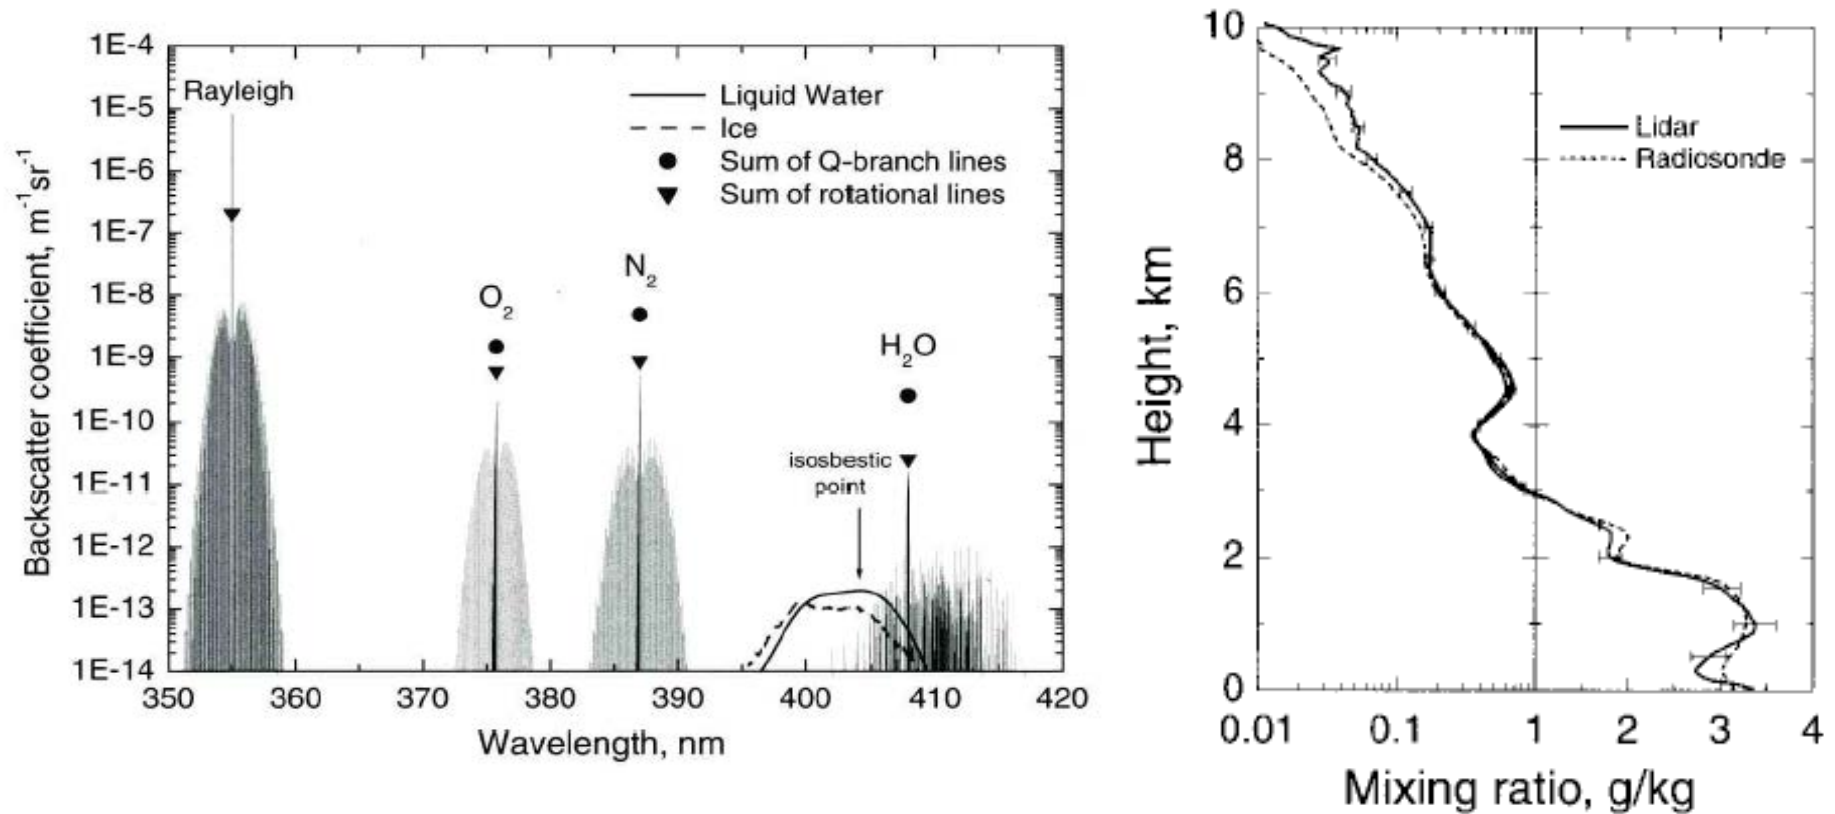 1E-4
1E-5
1E-6
1E-7
1E-8
1E-9
1E-10
1E-11
1E-12
1E-13
1E-14
Backscatter coefficient, m⁻¹sr⁻¹
Rayleigh
O₂
N₂
H₂O
isosbestic
point
Liquid Water
Ice
Sum of Q-branch lines
Sum of rotational lines
350 360 370 380 390 400 410 420
Wavelength, nm
10
8
6
4
2
0
Height, km
Lidar
Radiosonde
0.01 0.1 1 2 3 4
Mixing ratio, g/kg